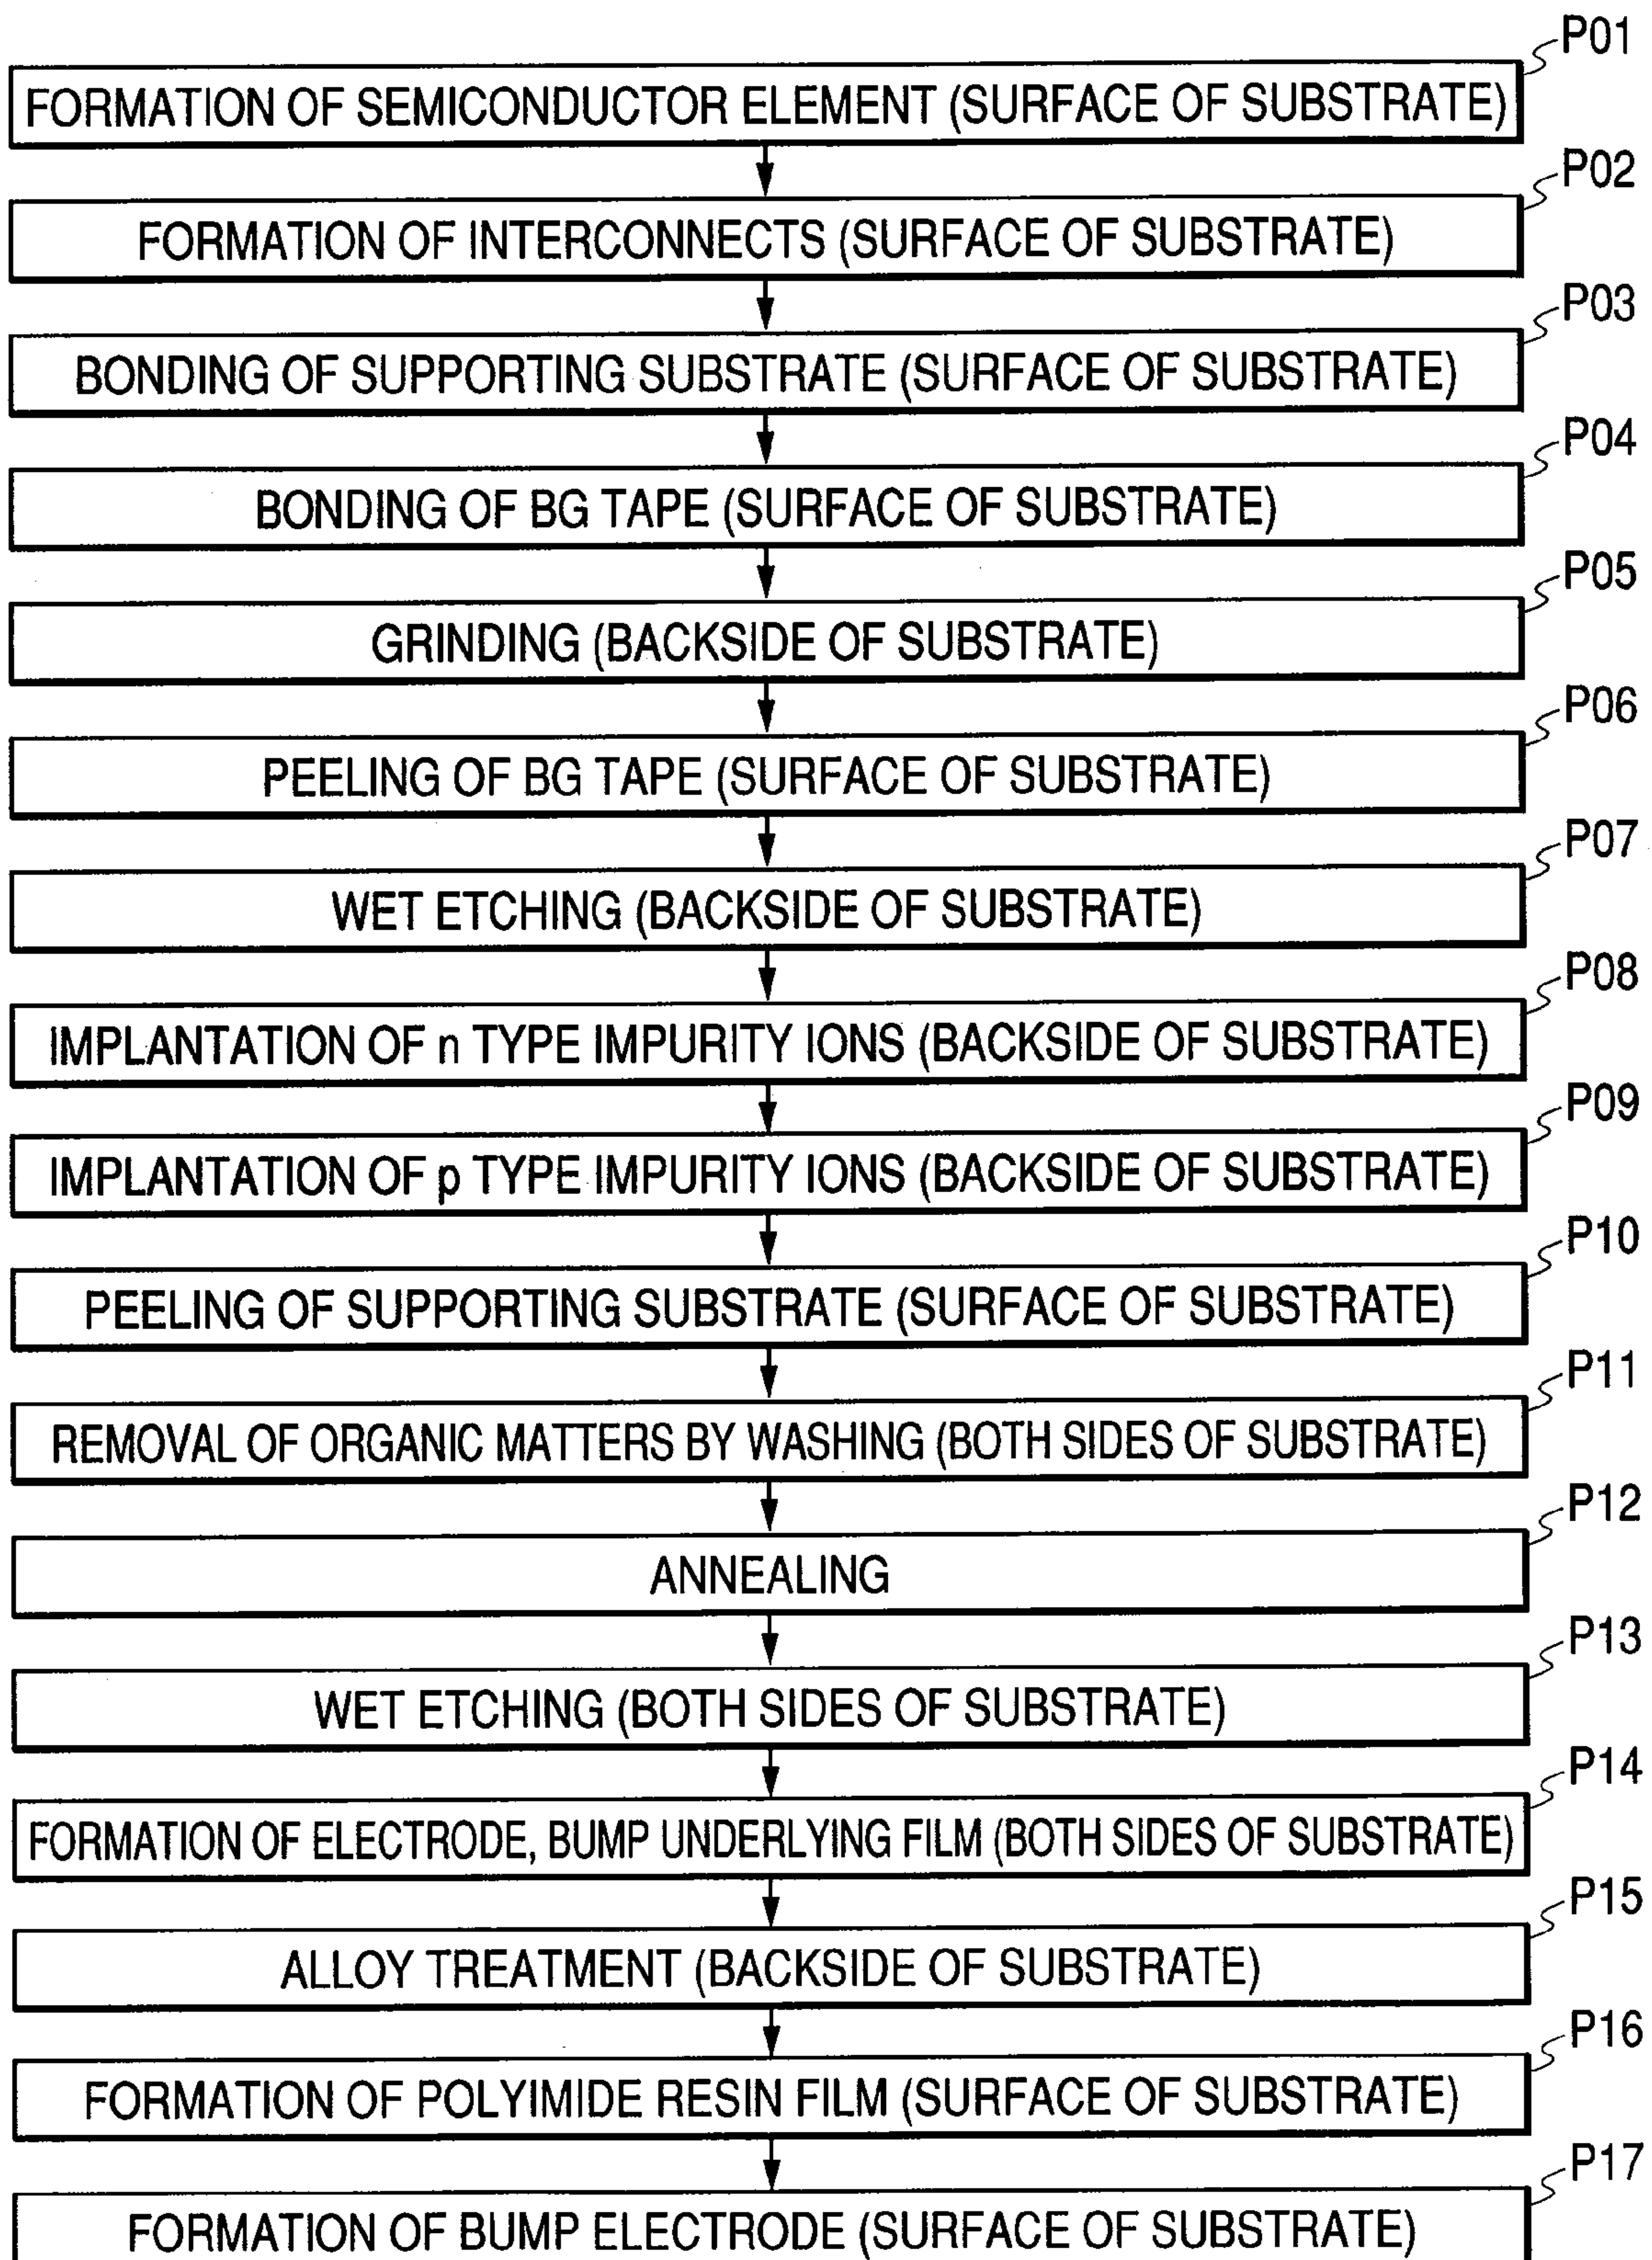 P01
FORMATION OF SEMICONDUCTOR ELEMENT (SURFACE OF SUBSTRATE)
P02
FORMATION OF INTERCONNECTS (SURFACE OF SUBSTRATE)
P03
BONDING OF SUPPORTING SUBSTRATE (SURFACE OF SUBSTRATE)
P04
BONDING OF BG TAPE (SURFACE OF SUBSTRATE)
P05
GRINDING (BACKSIDE OF SUBSTRATE)
P06
PEELING OF BG TAPE (SURFACE OF SUBSTRATE)
P07
WET ETCHING (BACKSIDE OF SUBSTRATE)
P08
IMPLANTATION OF n TYPE IMPURITY IONS (BACKSIDE OF SUBSTRATE)
P09
IMPLANTATION OF p TYPE IMPURITY IONS (BACKSIDE OF SUBSTRATE)
P10
PEELING OF SUPPORTING SUBSTRATE (SURFACE OF SUBSTRATE)
P11
REMOVAL OF ORGANIC MATTERS BY WASHING (BOTH SIDES OF SUBSTRATE)
P12
ANNEALING
P13
WET ETCHING (BOTH SIDES OF SUBSTRATE)
P14
FORMATION OF ELECTRODE, BUMP UNDERLYING FILM (BOTH SIDES OF SUBSTRATE)
P15
ALLOY TREATMENT (BACKSIDE OF SUBSTRATE)
P16
FORMATION OF POLYIMIDE RESIN FILM (SURFACE OF SUBSTRATE)
P17
FORMATION OF BUMP ELECTRODE (SURFACE OF SUBSTRATE)